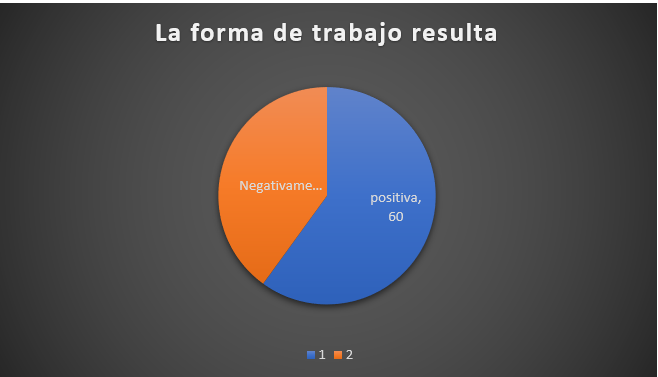 La forma de trabajo resulta
Negativame...
positiva,
60
1 2